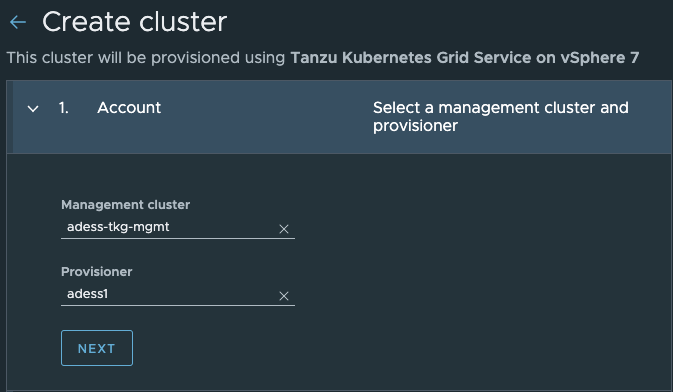 Create cluster
This cluster will be provisioned using Tanzu Kubernetes Grid Service on vSphere 7
1. Account Select a management cluster and
provisioner
Management cluster
adess-tkg-mgmt
Provisioner
adess1
NEXT